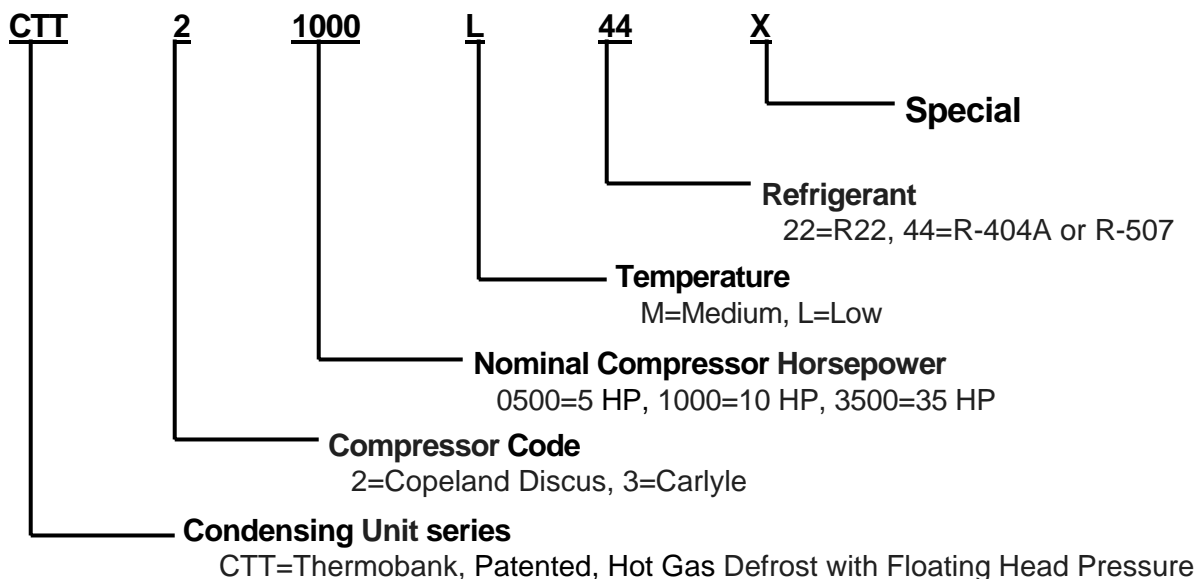 CTT 2 1000 L 44 X
Special
Refrigerant
22=R22, 44=R-404A or R-507
Temperature
M=Medium, L=Low
Nominal Compressor Horsepower
0500=5 HP, 1000=10 HP, 3500=35 HP
Compressor Code
2=Copeland Discus, 3=Carlyle
Condensing Unit series
CTT=Thermobank, Patented, Hot Gas Defrost with Floating Head Pressure